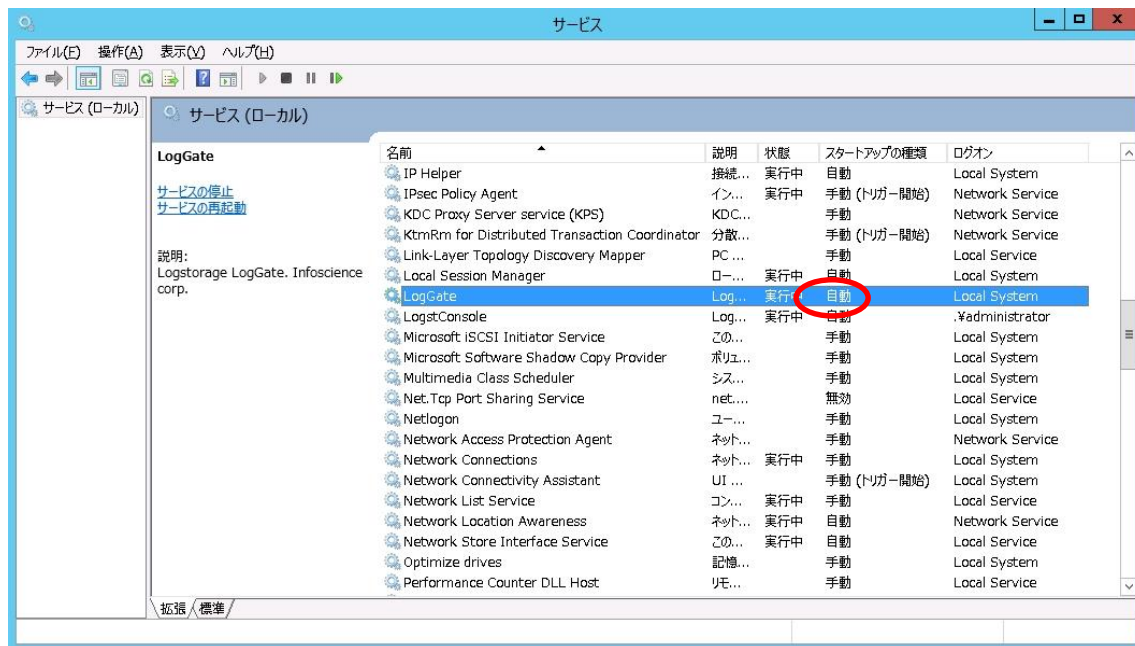 サービス
ファイル(F) 操作(A) 表示(V) ヘルプ(H)
サービス (ローカル)
サービス (ローカル)
LogGate
サービスの停止
サービスの再起動
説明:
Logstorage LogGate. Infoscience
corp.
名前 説明 状態 スタートアップの種類 ログオン
IP Helper 接続... 実行中 自動 Local System
IPsec Policy Agent イン... 実行中 手動 (トリガー開始) Network Service
KDC Proxy Server service (KPS) KDC... 手動 Network Service
KtmRm for Distributed Transaction Coordinator 分散... 手動 (トリガー開始) Network Service
Link-Layer Topology Discovery Mapper PC ... 手動 Local Service
Local Session Manager ロー... 実行中 自動 Local System
LogGate Log... 実行中 自動 Local System
LogstConsole Log... 実行中 自動 .¥administrator
Microsoft iSCSI Initiator Service この... 手動 Local System
Microsoft Software Shadow Copy Provider ボリュ... 手動 Local System
Multimedia Class Scheduler シス... 手動 Local System
Net.Tcp Port Sharing Service net.... 無効 Local Service
Netlogon ユー... 手動 Local System
Network Access Protection Agent ネット... 手動 Network Service
Network Connections ネット... 実行中 手動 Local System
Network Connectivity Assistant UI ... 手動 (トリガー開始) Local System
Network List Service コン... 実行中 手動 Local Service
Network Location Awareness ネット... 実行中 自動 Network Service
Network Store Interface Service この... 実行中 自動 Local Service
Optimize drives 記憶... 手動 Local System
Performance Counter DLL Host リモ... 手動 Local Service
拡張 標準